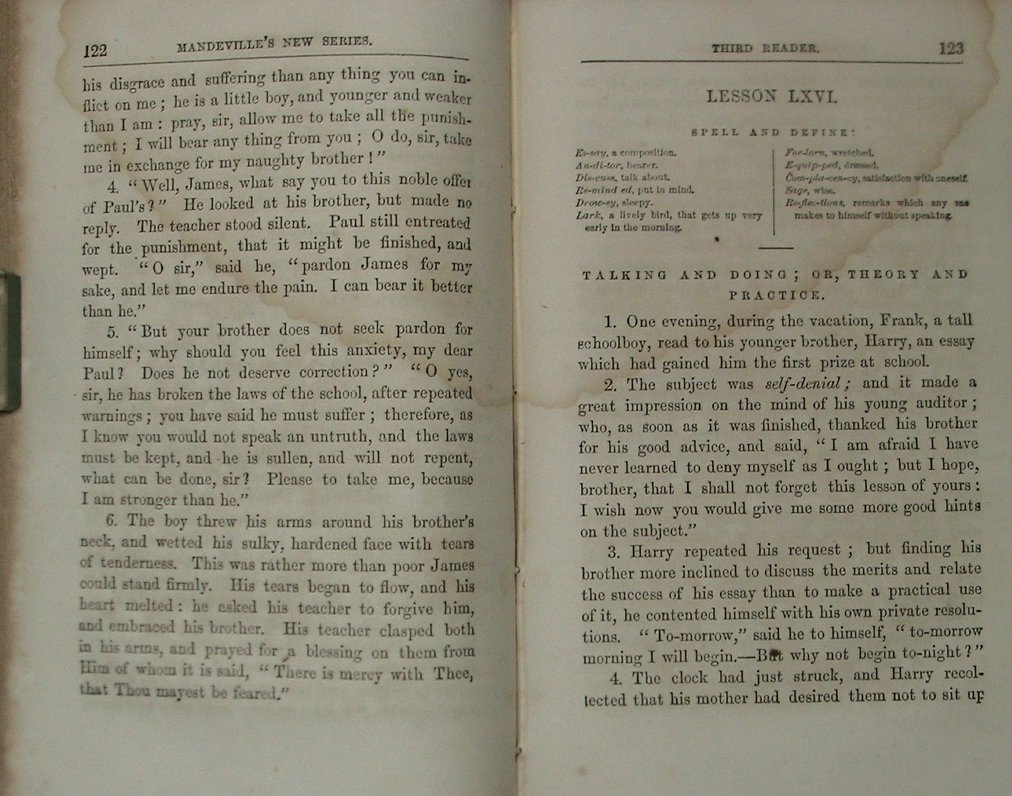 122 MANDEVILLE'S NEW SERIES.
his disgrace and suffering than any thing you can in-
flict on me ; he is a little boy, and younger and weaker
than I am : pray, sir, allow me to take all the punish-
ment ; I will bear any thing from you ; O do, sir, take
me in exchange for my naughty brother ! "
4. " Well, James, what say you to this noble offer
of Paul's ? " He looked at his brother, but made no
reply. The teacher stood silent. Paul still entreated
for the punishment, that it might be finished, and
wept. " O sir," said he, " pardon James for my
sake, and let me endure the pain. I can bear it better
than he."
5. " But your brother does not seek pardon for
himself ; why should you feel this anxiety, my dear
Paul ? Does he not deserve correction ? " " O yes,
sir, he has broken the laws of the school, after repeated
warnings ; you have said he must suffer ; therefore, as
I know you would not speak an untruth, and the laws
must be kept, and he is sullen, and will not repent,
what can be done, sir ? Please to take me, because
I am stronger than he."
6. The boy threw his arms around his brother's
neck, and wetted his sulky, hardened face with tears
of tenderness. This was rather more than poor James
could stand firmly. His tears began to flow, and his
heart melted : he asked his teacher to forgive him,
and embraced his brother. His teacher clasped both
in his arms, and prayed for a blessing on them from
Him of whom it is said, " There is mercy with Thee,
that Thou mayest be feared."
THIRD READER. 123
LESSON LXVI.
SPELL AND DEFINE :
Es-say, a composition.
Au-di-tor, hearer.
Dis-cuss, talk about.
Re-mind ed, put in mind.
Drow-sy, sleepy.
Lark, a lively bird, that gets up very
early in the morning.
For-lorn, wretched.
E-quip-ped, dressed.
Com-pla-cen-cy, satisfaction with oneself.
Sage, wise.
Re-flec-tions, remarks which any one
makes to himself without speaking.
TALKING AND DOING ; OR, THEORY AND
PRACTICE.
1. One evening, during the vacation, Frank, a tall
schoolboy, read to his younger brother, Harry, an essay
which had gained him the first prize at school.
2. The subject was self-denial ; and it made a
great impression on the mind of his young auditor ;
who, as soon as it was finished, thanked his brother
for his good advice, and said, " I am afraid I have
never learned to deny myself as I ought ; but I hope,
brother, that I shall not forget this lesson of yours :
I wish now you would give me some more good hints
on the subject."
3. Harry repeated his request ; but finding his
brother more inclined to discuss the merits and relate
the success of his essay than to make a practical use
of it, he contented himself with his own private resolu-
tions. " To-morrow," said he to himself, " to-morrow
morning I will begin.—But why not begin to-night ? "
4. The clock had just struck, and Harry recol-
lected that his mother had desired them not to sit up